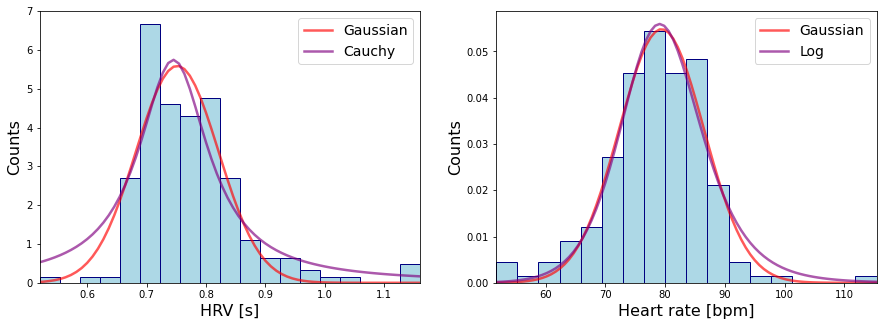 7
6
5
4
3
2
1
0
Counts
0.6 0.7 0.8 0.9 1.0 1.1
HRV [s]
Gaussian
Cauchy
0.05
0.04
0.03
0.02
0.01
0.00
Counts
60 70 80 90 100 110
Heart rate [bpm]
Gaussian
Log